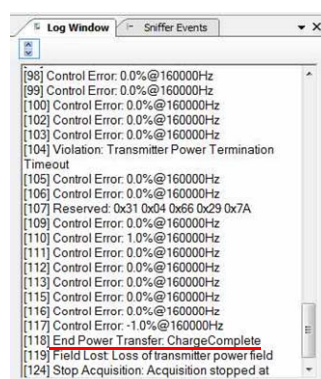 Log Window
Sniffer Events
[98] Control Error: 0.0%@160000Hz
[99] Control Error: 0.0%@160000Hz
[100] Control Error: 0.0%@160000Hz
[102] Control Error: 0.0%@160000Hz
[103] Control Error: 0.0%@160000Hz
[104] Violation: Transmitter Power Termination
Timeout
[105] Control Error: 0.0%@160000Hz
[106] Control Error: 0.0%@160000Hz
[107] Reserved: 0x31 0x04 0x66 0x29 0x7A
[109] Control Error: 0.0%@160000Hz
[110] Control Error: 1.0%@160000Hz
[111] Control Error: 0.0%@160000Hz
[112] Control Error: 0.0%@160000Hz
[113] Control Error: 0.0%@160000Hz
[115] Control Error: 0.0%@160000Hz
[116] Control Error: 0.0%@160000Hz
[117] Control Error: -1.0%@160000Hz
[118] End Power Transfer: ChargeComplete
[119] Field Lost: Loss of transmitter power field
[124] Stop Acquisition: Acquisition stopped at